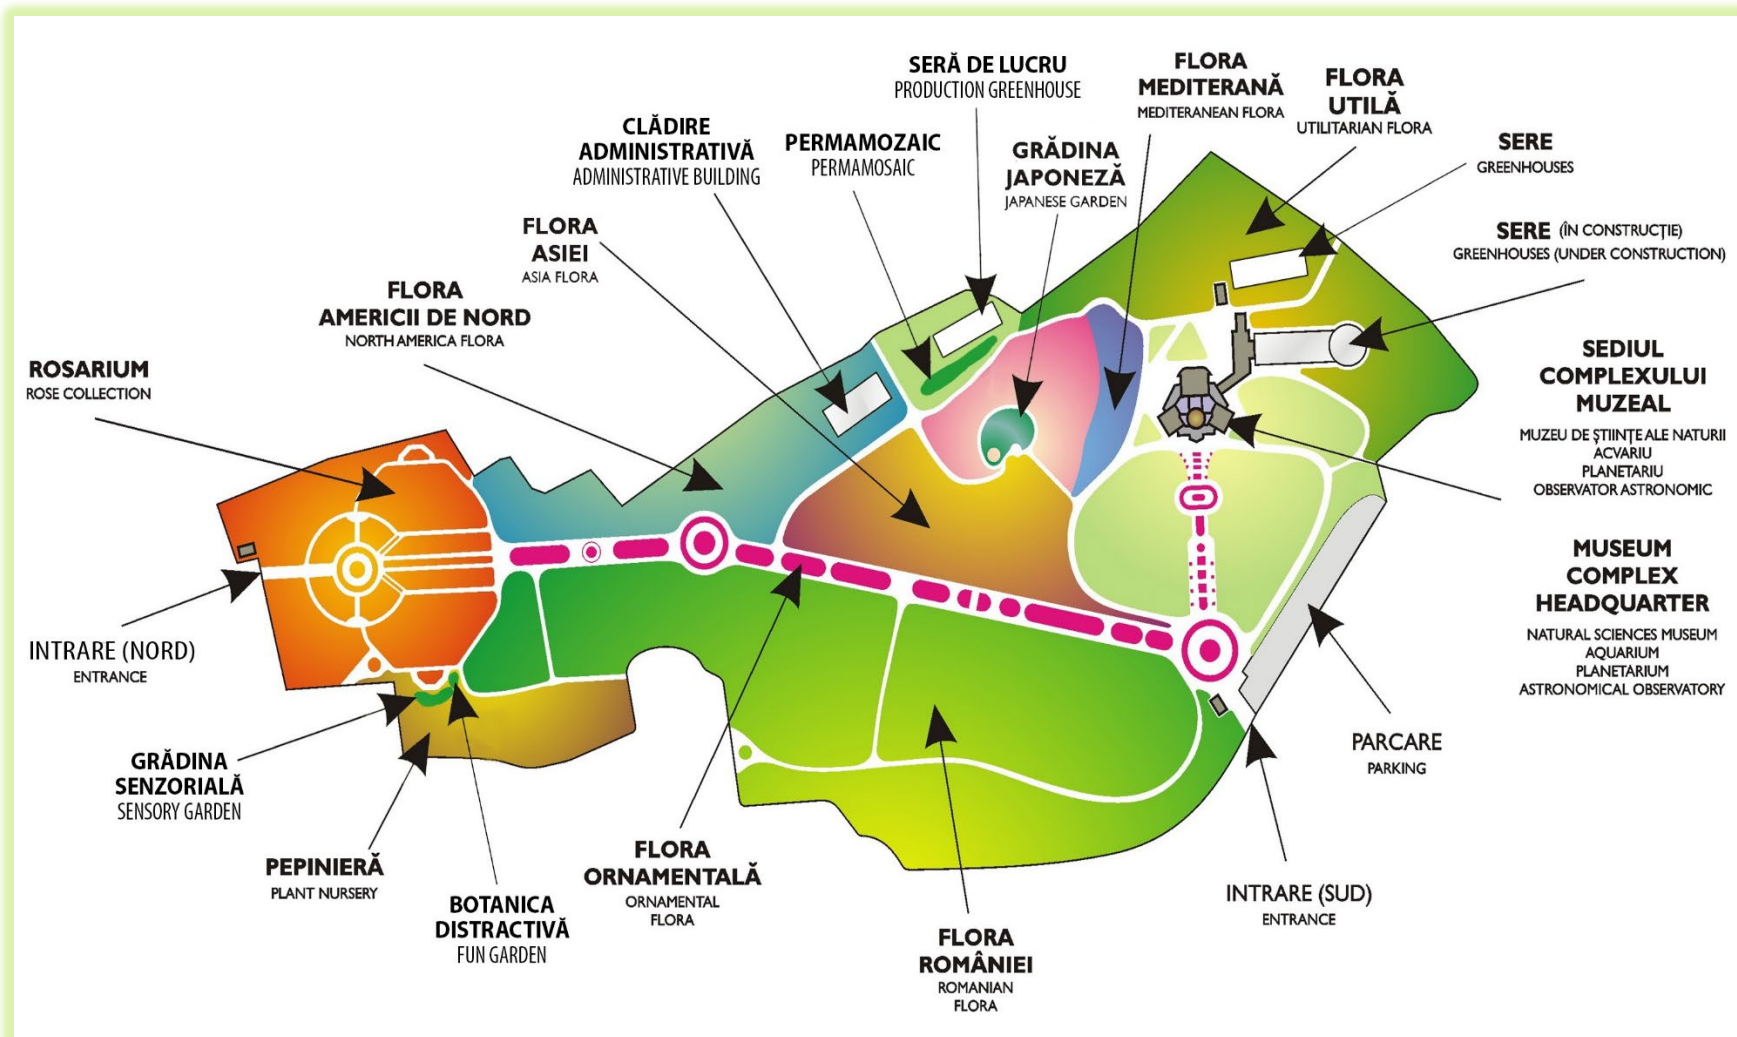 SERĂ DE LUCRU
PRODUCTION GREENHOUSE
FLORA
MEDITERANĂ
MEDITERANEAN FLORA
FLORA
UTILĂ
UTILITARIAN FLORA
SERE
GREENHOUSES
CLĂDIRE
ADMINISTRATIVĂ
ADMINISTRATIVE BUILDING
PERMAMOZAIC
PERMAMOSAIC
GRĂDINA
JAPONEZĂ
JAPANESE GARDEN
SERE (ÎN CONSTRUCŢIE)
GREENHOUSES (UNDER CONSTRUCTION)
FLORA
ASIEI
ASIA FLORA
FLORA
AMERICII DE NORD
NORTH AMERICA FLORA
ROSARIUM
ROSE COLLECTION
SEDIUL
COMPLEXULUI
MUZEAL
MUZEU DE ŞTIINŢE ALE NATURII
ACVARIU
PLANETARIU
OBSERVATOR ASTRONOMIC
MUSEUM
COMPLEX
HEADQUARTER
NATURAL SCIENCES MUSEUM
AQUARIUM
PLANETARIUM
ASTRONOMICAL OBSERVATORY
INTRARE (NORD)
ENTRANCE
PARCARE
PARKING
GRĂDINA
SENZORIALĂ
SENSORY GARDEN
PEPINIERĂ
PLANT NURSERY
BOTANICA
DISTRACTIVĂ
FUN GARDEN
FLORA
ORNAMENTALĂ
ORNAMENTAL
FLORA
FLORA
ROMÂNIEI
ROMANIAN
FLORA
INTRARE (SUD)
ENTRANCE